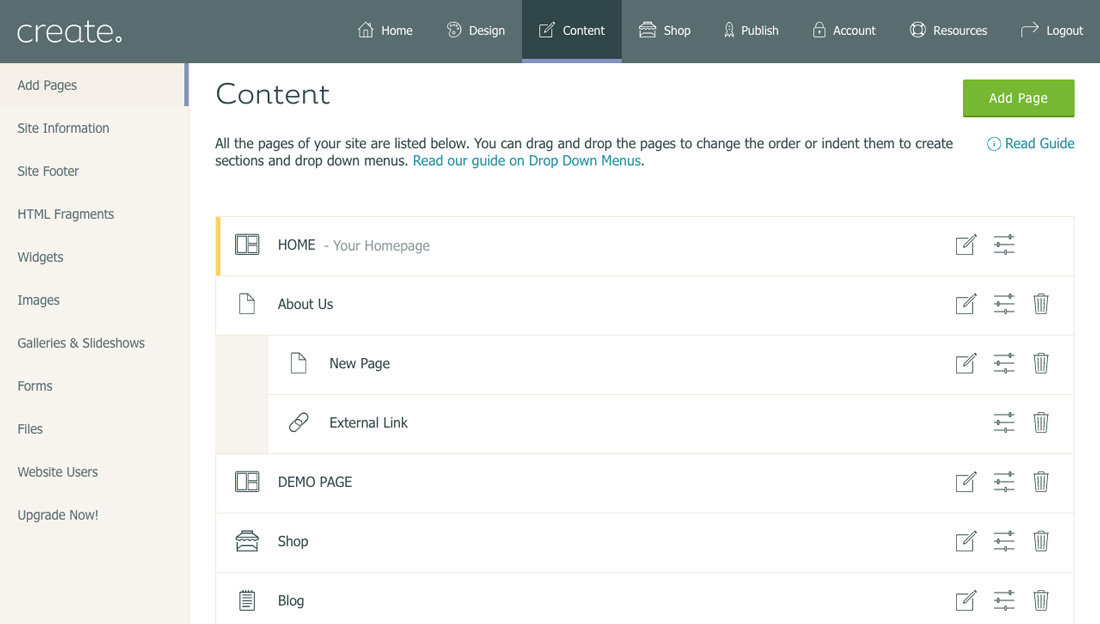 create.
Home
Design
Content
Shop
Publish
Account
Resources
Logout
Add Pages
Site Information
Site Footer
HTML Fragments
Widgets
Images
Galleries & Slideshows
Forms
Files
Website Users
Upgrade Now!
Content
Add Page
All the pages of your site are listed below. You can drag and drop the pages to change the order or indent them to create
sections and drop down menus. Read our guide on Drop Down Menus.
Read Guide
HOME - Your Homepage
About Us
New Page
External Link
DEMO PAGE
Shop
Blog